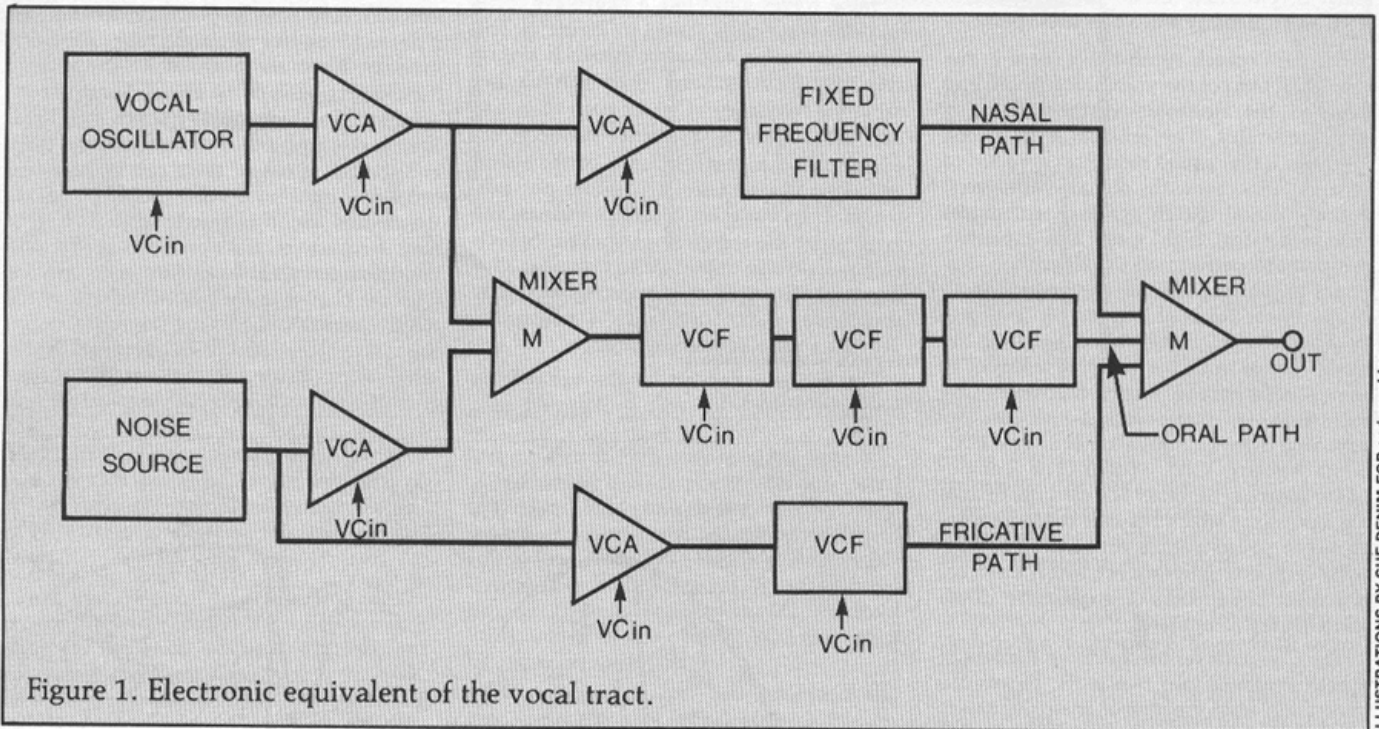 VOCAL
OSCILLATOR
VCin
VCA
VCin
VCA
VCin
FIXED
FREQUENCY
FILTER
NASAL
PATH
MIXER
M
VCF
VCin
VCF
VCin
VCF
VCin
ORAL PATH
MIXER
M
OUT
NOISE
SOURCE
VCA
VCin
VCA
VCin
VCF
VCin
FRICATIVE
PATH
Figure 1. Electronic equivalent of the vocal tract.